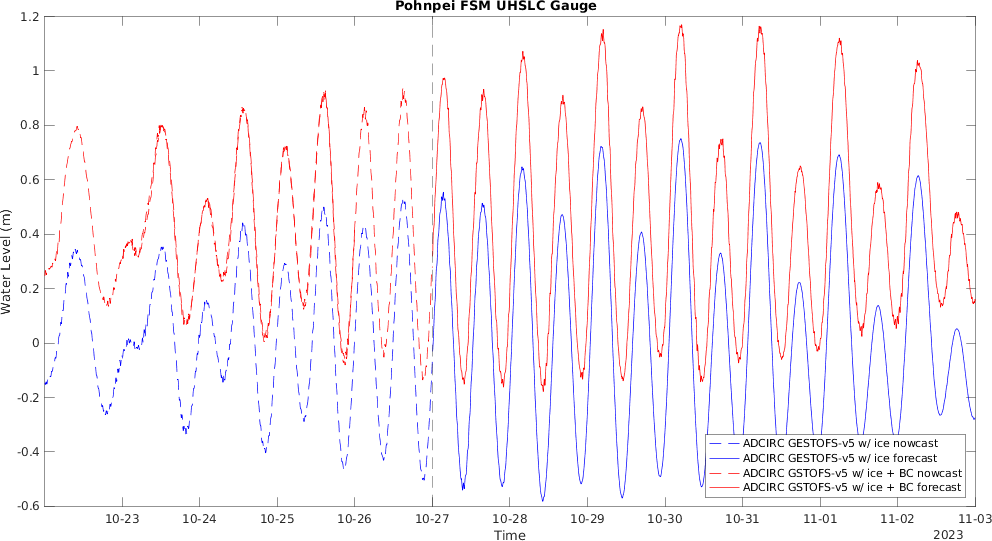 Pohnpei FSM UHSLC Gauge
1.2
1
0.8
0.6
0.4
0.2
0
-0.2
-0.4
-0.6
Water Level (m)
ADCIRC GESTOFS-v5 w/ ice nowcast
ADCIRC GESTOFS-v5 w/ ice forecast
ADCIRC GSTOFS-v5 w/ ice + BC nowcast
ADCIRC GSTOFS-v5 w/ ice + BC forecast
10-23 10-24 10-25 10-26 10-27 10-28 10-29 10-30 10-31 11-01 11-02 11-03
Time
2023